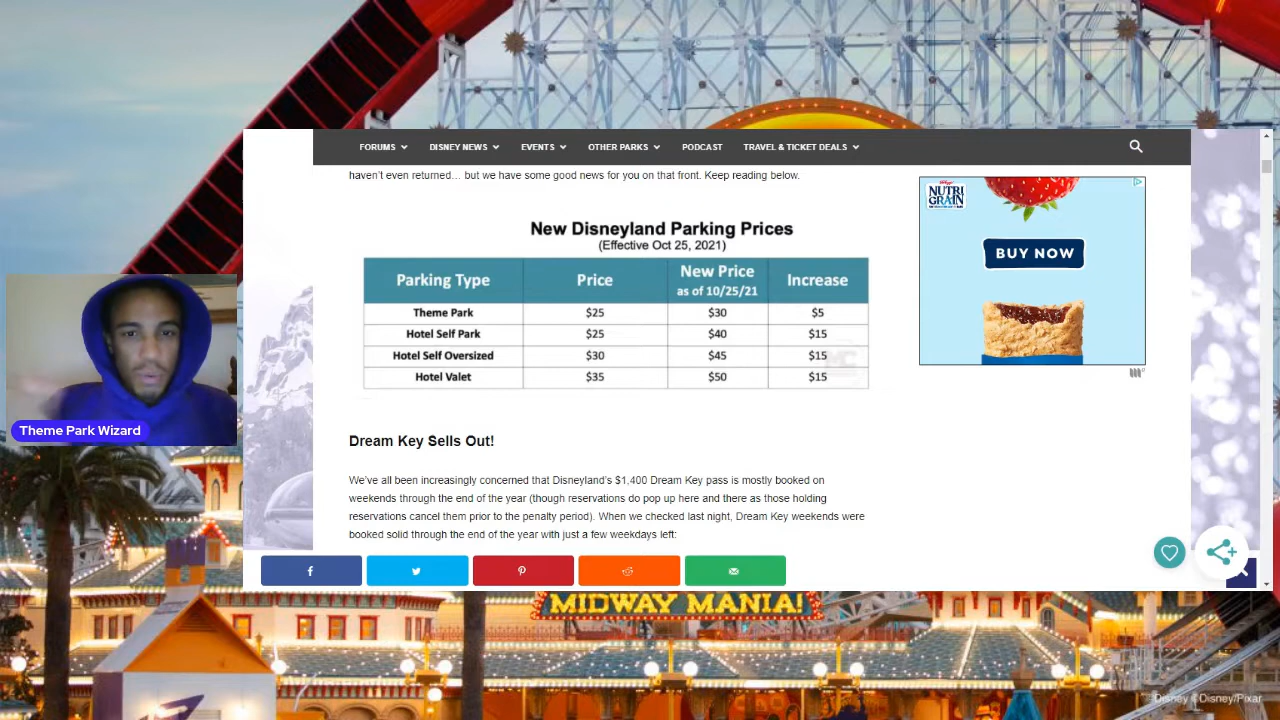 FORUMS DISNEY NEWS EVENTS OTHER PARKS PODCAST TRAVEL & TICKET DEALS
haven't even returned… but we have some good news for you on that front. Keep reading below.
New Disneyland Parking Prices
(Effective Oct 25, 2021)
Parking Type Price New Price as of 10/25/21 Increase
Theme Park $25 $30 $5
Hotel Self Park $25 $40 $15
Hotel Self Oversized $30 $45 $15
Hotel Valet $35 $50 $15
Kellogg's
NUTRI
GRAIN
BUY NOW
Theme Park Wizard
Dream Key Sells Out!
We've all been increasingly concerned that Disneyland's $1,400 Dream Key pass is mostly booked on
weekends through the end of the year (though reservations do pop up here and there as those holding
reservations cancel them prior to the penalty period). When we checked last night, Dream Key weekends were
booked solid through the end of the year with just a few weekdays left:
MIDWAY MANIA!
Disney ©Disney/Pixar